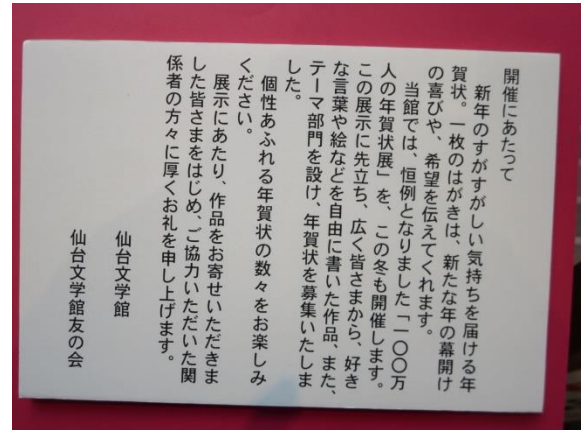 開催にあたって
新年のすがすがしい気持ちを届ける年
賀状。一枚のはがきは、新たな年の幕開け
の喜びや、希望を伝えてくれます。
当館では、恒例となりました「一〇〇万
人の年賀状展」を、この冬も開催します。
この展示に先立ち、広く皆さまから、好き
な言葉や絵などを自由に書いた作品、また、
テーマ部門を設け、年賀状を募集いたしま
した。
個性あふれる年賀状の数々をお楽しみ
ください。
展示にあたり、作品をお寄せいただきま
した皆さまをはじめ、ご協力いただいた関
係者の方々に厚くお礼を申し上げます。
仙台文学館
仙台文学館友の会